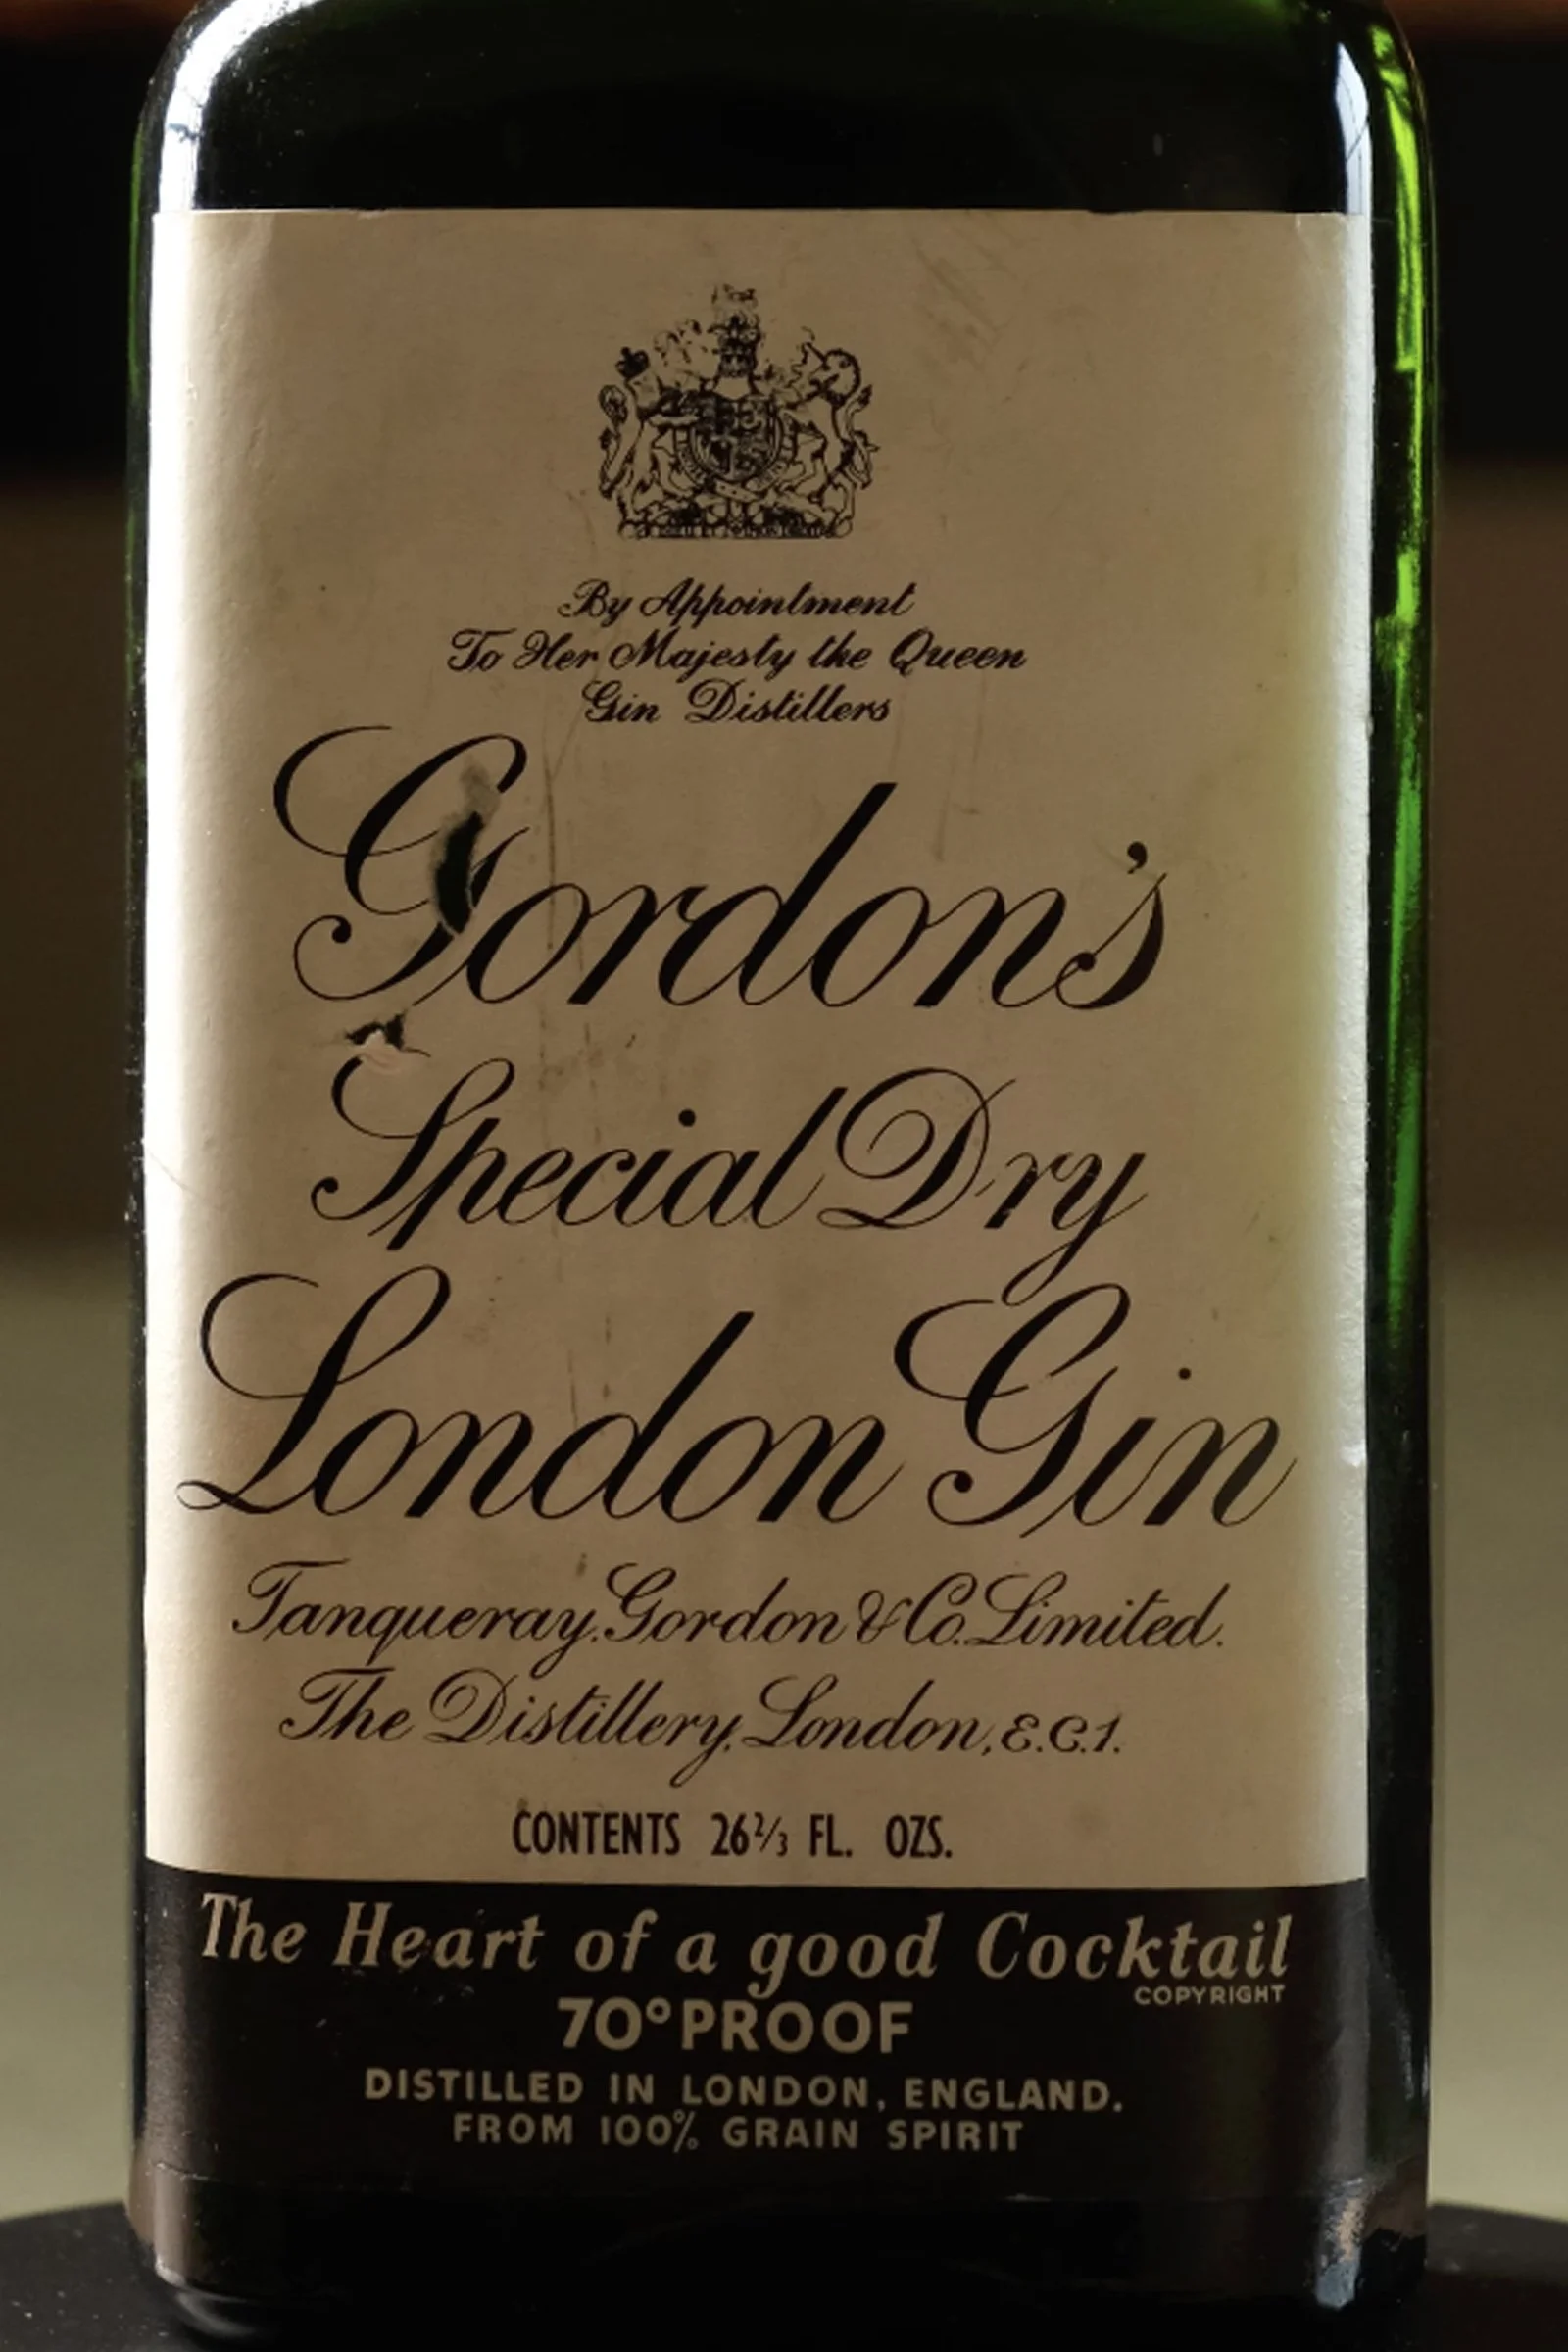 By Appointment
To Her Majesty the Queen
Gin Distillers
Gordon's
Special Dry
London Gin
Tanqueray, Gordon & Co. Limited.
The Distillery, London, E.C.1.
CONTENTS 26⅔ FL. OZS.
The Heart of a good Cocktail
COPYRIGHT
70° PROOF
DISTILLED IN LONDON, ENGLAND.
FROM 100% GRAIN SPIRIT